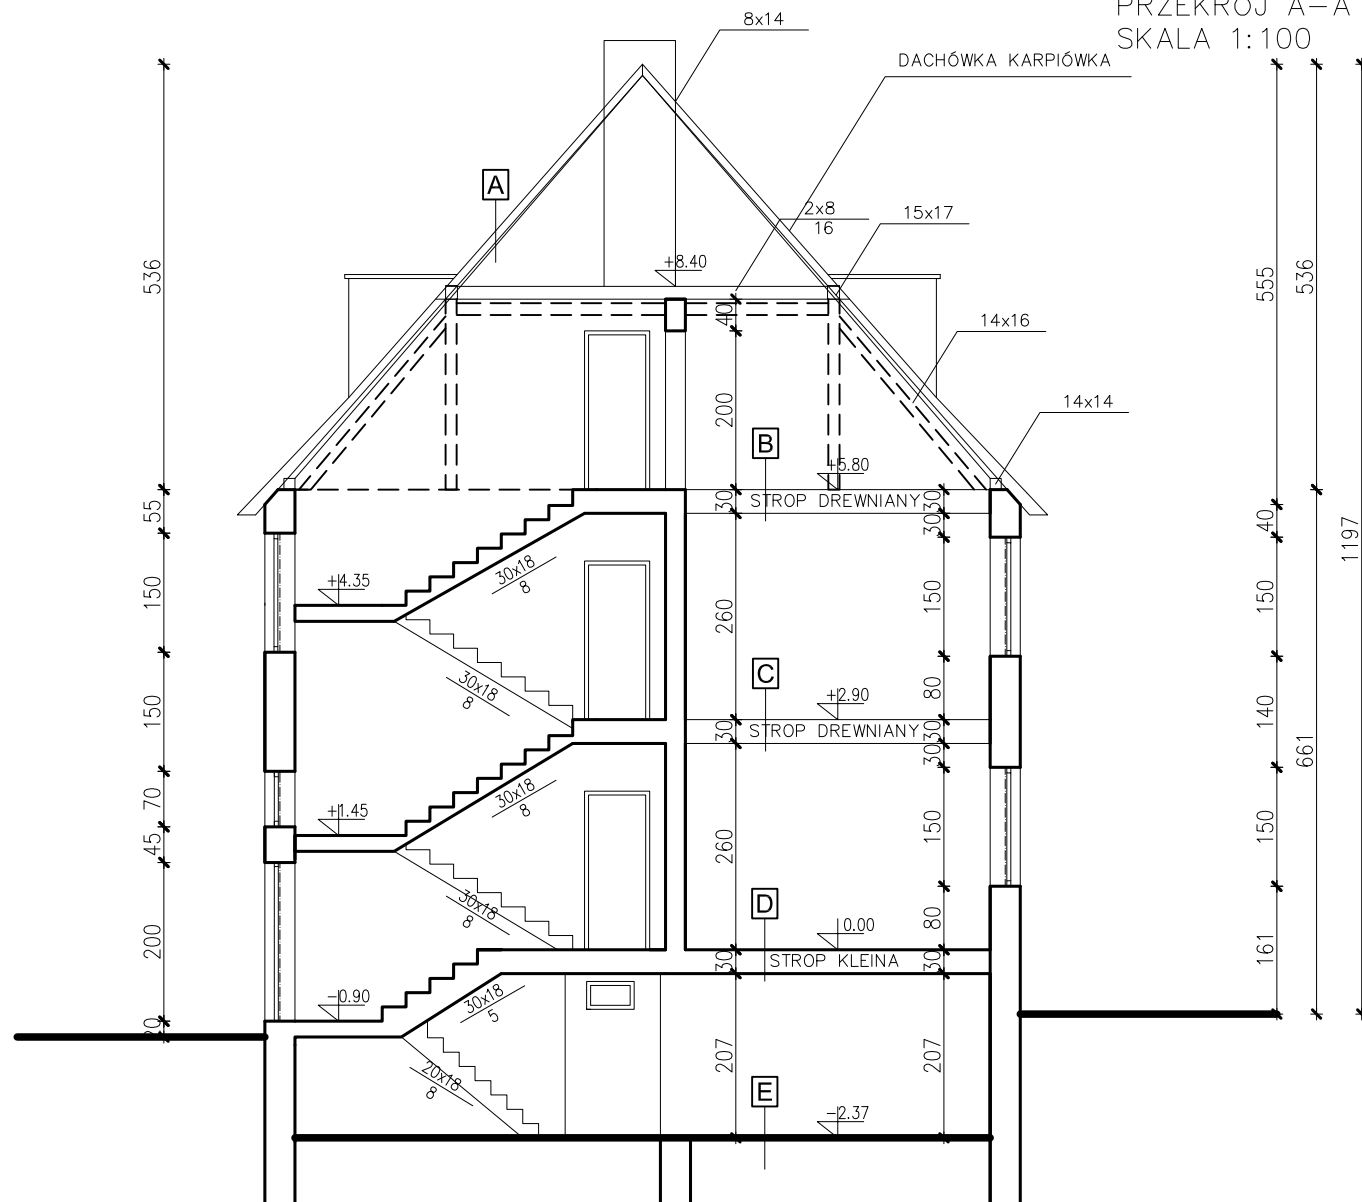 PRZEKRÓJ A-A
SKALA 1:100
8x14
DACHÓWKA KARPIÓWKA
A
2x8
16
15x17
+8.40
536
555
536
40
14x16
14x14
200
B
+5.80
STROP DREWNIANY
30
30
30
55
40
1197
30x18
8
+4.35
150
260
150
150
30x18
8
C
80
+2.90
STROP DREWNIANY
30
30
30
150
140
661
30x18
8
+1.45
70
45
260
150
150
30x18
8
D
80
0.00
STROP KLEINA
30
30
200
161
-0.90
30x18
5
20
207
207
20x18
8
E
-2.37